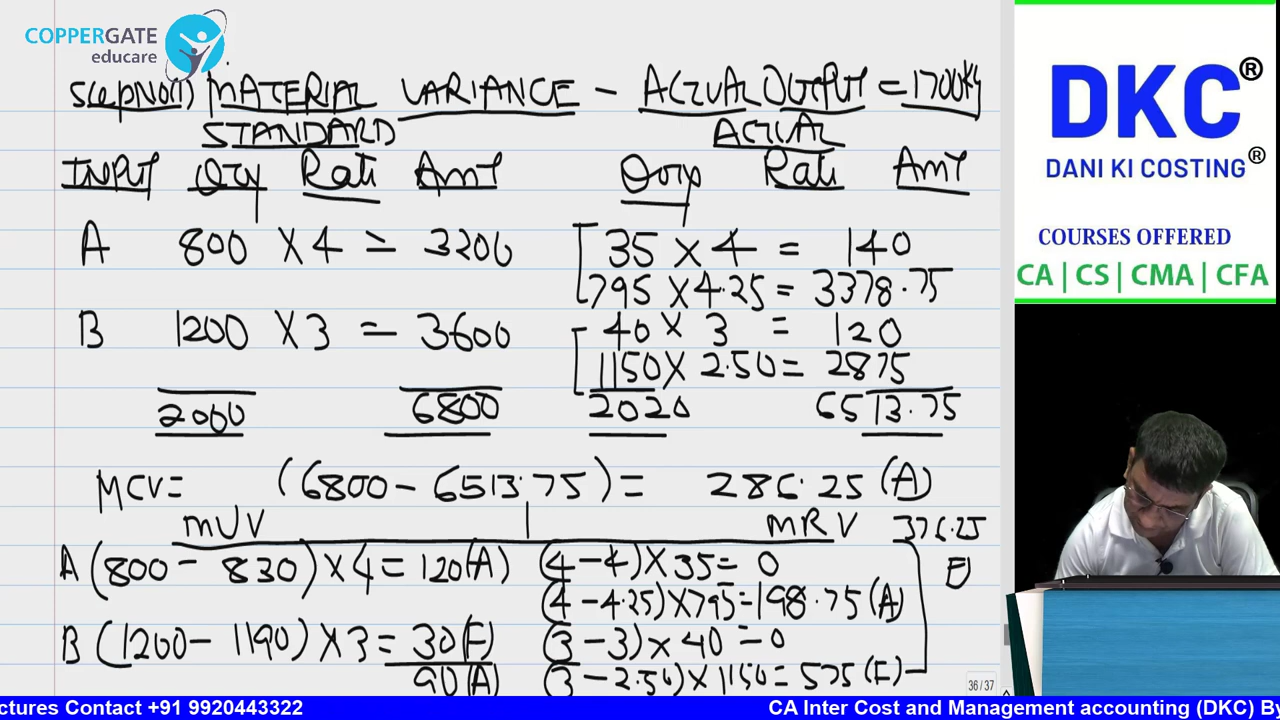 COPPERGATE
educare
Step No(1) MATERIAL VARIANCE – ACTUAL OUTPUT = 1700Kg
STANDARD ACTUAL
INPUT Qty Rate Amt Qty Rate Amt
A 800 X 4 = 3200 35 X 4 = 140
795 X 4.25 = 3378.75
B 1200 X 3 = 3600 40 X 3 = 120
1150 X 2.50 = 2875
2000 6800 2020 6513.75
MCV = (6800 – 6513.75) = 286.25 (A)
MUV MRV 376.25
A (800 – 830) X 4 = 120 (A) (4 – 4) X 35 = 0 F)
(4 – 4.25) X 795 = 198.75 (A)
B (1200 – 1190) X 3 = 30 (F) (3 – 3) X 40 = 0
90 (A) (3 – 2.50) X 1150 = 575 (F)
36/37
DKC®
DANI KI COSTING®
COURSES OFFERED
CA | CS | CMA | CFA
ctures Contact +91 9920443322 CA Inter Cost and Management accounting (DKC) By